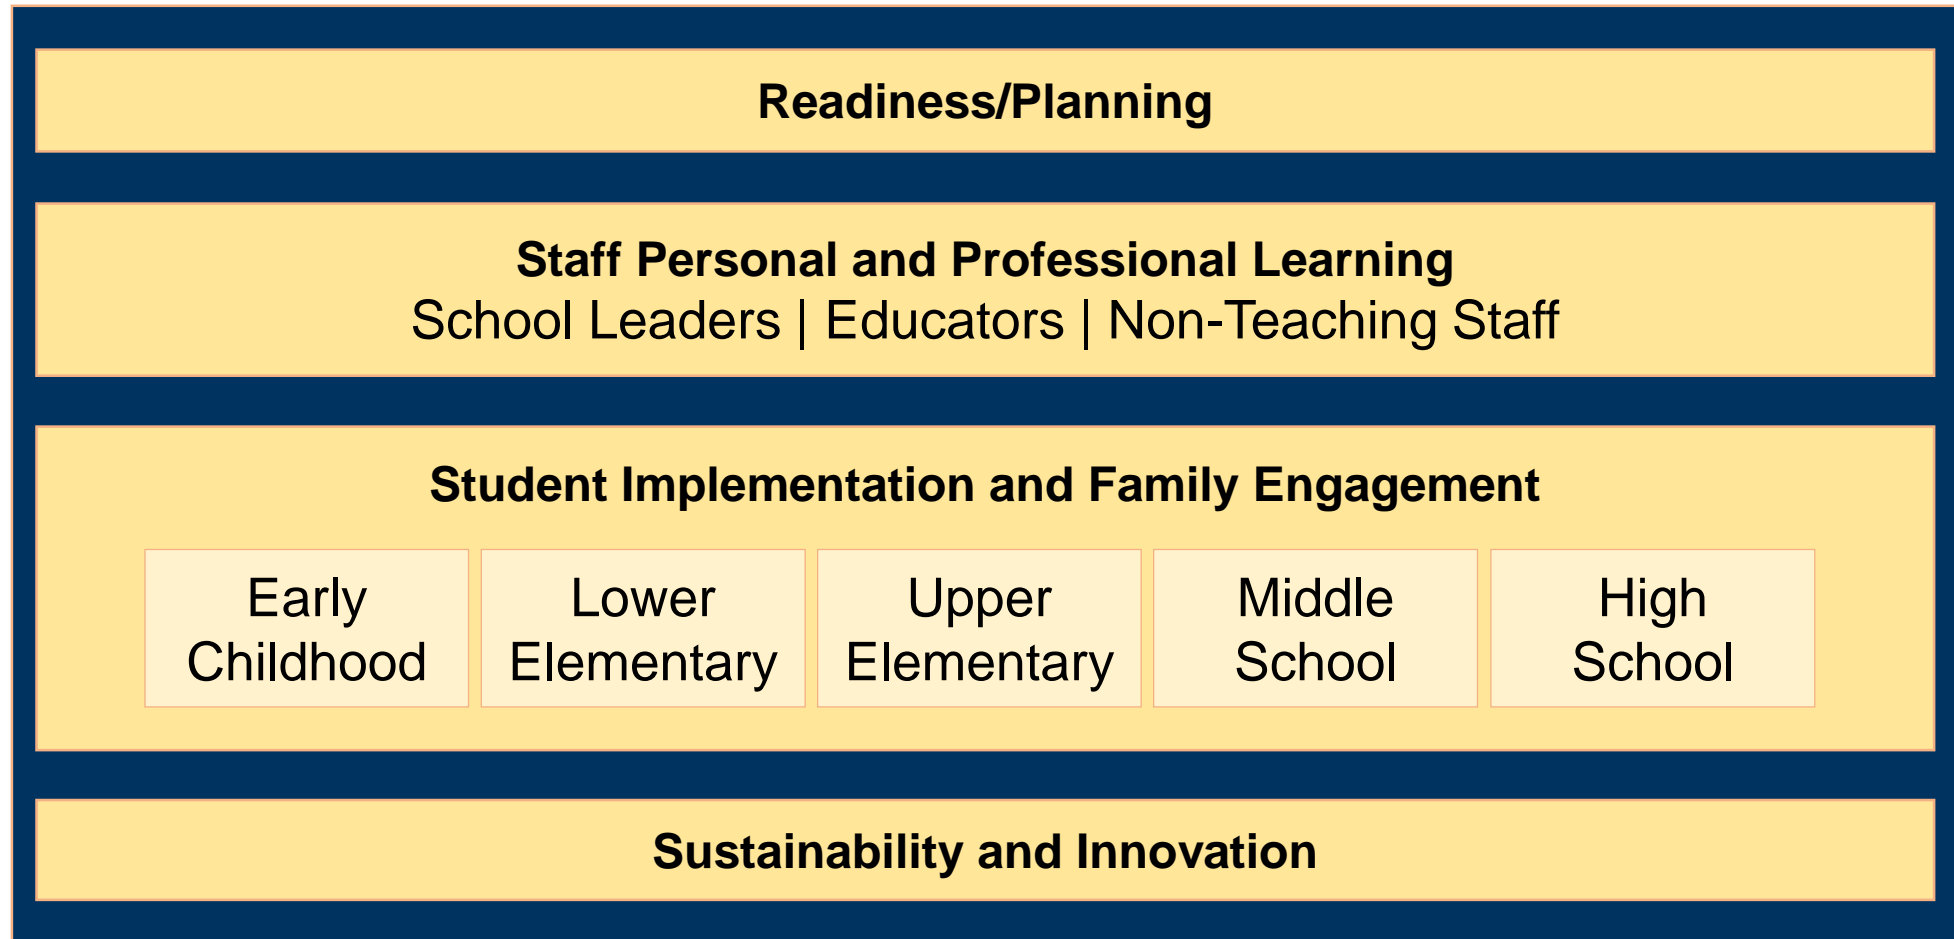 Readiness/Planning
Staff Personal and Professional Learning
School Leaders | Educators | Non-Teaching Staff
Student Implementation and Family Engagement
Early
Childhood
Lower
Elementary
Upper
Elementary
Middle
School
High
School
Sustainability and Innovation